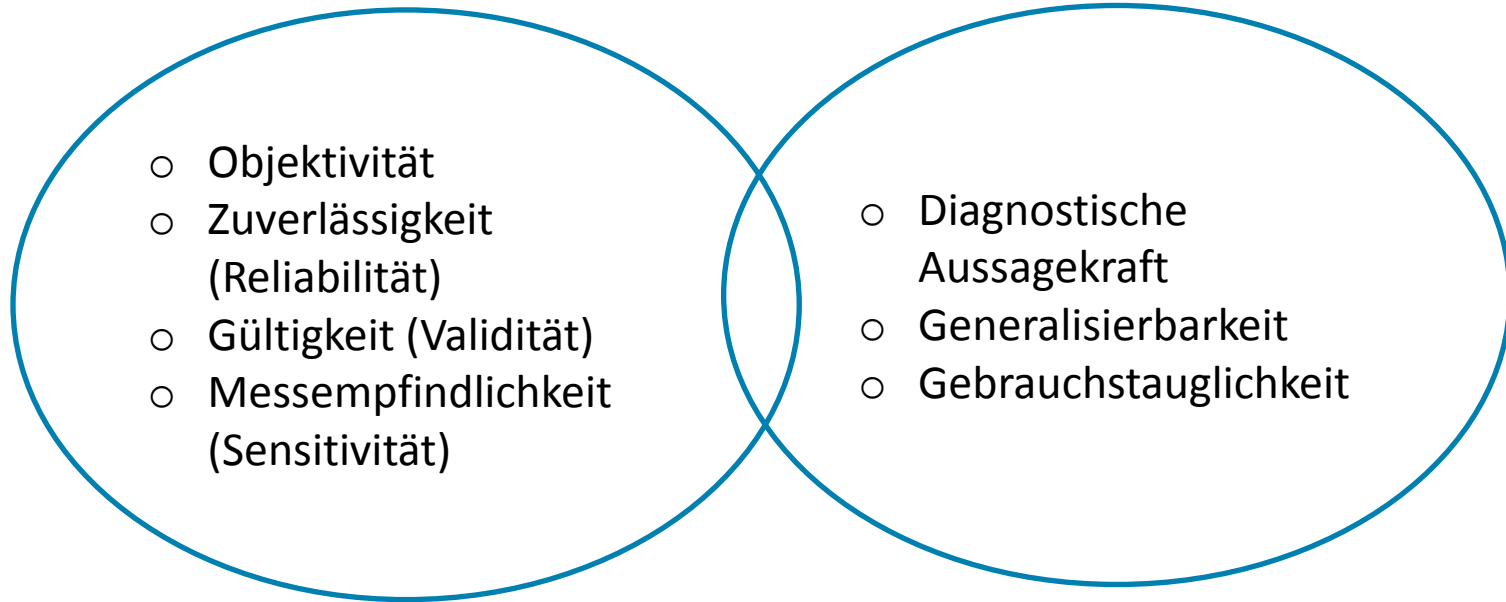 ○ Objektivität
○ Zuverlässigkeit
(Reliabilität)
○ Gültigkeit (Validität)
○ Messempfindlichkeit
(Sensitivität)
○ Diagnostische
Aussagekraft
○ Generalisierbarkeit
○ Gebrauchstauglichkeit